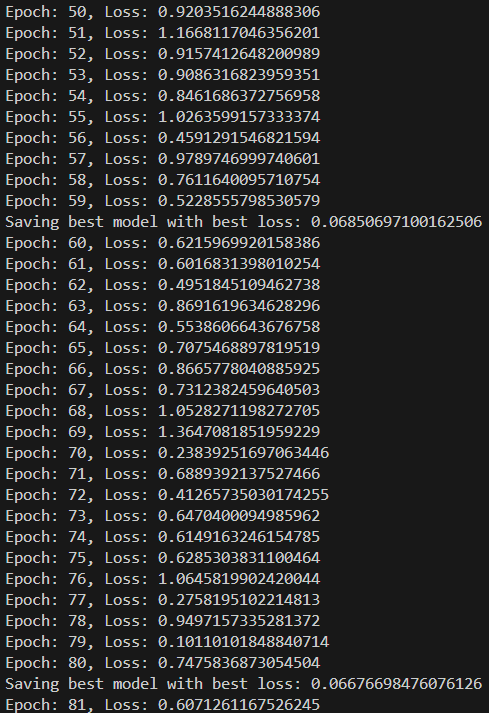 Epoch: 50, Loss: 0.9203516244888306
Epoch: 51, Loss: 1.1668117046356201
Epoch: 52, Loss: 0.9157412648200989
Epoch: 53, Loss: 0.9086316823959351
Epoch: 54, Loss: 0.8461686372756958
Epoch: 55, Loss: 1.0263599157333374
Epoch: 56, Loss: 0.4591291546821594
Epoch: 57, Loss: 0.9789746999740601
Epoch: 58, Loss: 0.7611640095710754
Epoch: 59, Loss: 0.5228555798530579
Saving best model with best loss: 0.06850697100162506
Epoch: 60, Loss: 0.6215969920158386
Epoch: 61, Loss: 0.6016831398010254
Epoch: 62, Loss: 0.4951845109462738
Epoch: 63, Loss: 0.8691619634628296
Epoch: 64, Loss: 0.5538606643676758
Epoch: 65, Loss: 0.7075468897819519
Epoch: 66, Loss: 0.8665778040885925
Epoch: 67, Loss: 0.7312382459640503
Epoch: 68, Loss: 1.0528271198272705
Epoch: 69, Loss: 1.3647081851959229
Epoch: 70, Loss: 0.23839251697063446
Epoch: 71, Loss: 0.6889392137527466
Epoch: 72, Loss: 0.41265735030174255
Epoch: 73, Loss: 0.6470400094985962
Epoch: 74, Loss: 0.6149163246154785
Epoch: 75, Loss: 0.6285303831100464
Epoch: 76, Loss: 1.0645819902420044
Epoch: 77, Loss: 0.2758195102214813
Epoch: 78, Loss: 0.9497157335281372
Epoch: 79, Loss: 0.10110101848840714
Epoch: 80, Loss: 0.7475836873054504
Saving best model with best loss: 0.06676698476076126
Epoch: 81, Loss: 0.6071261167526245